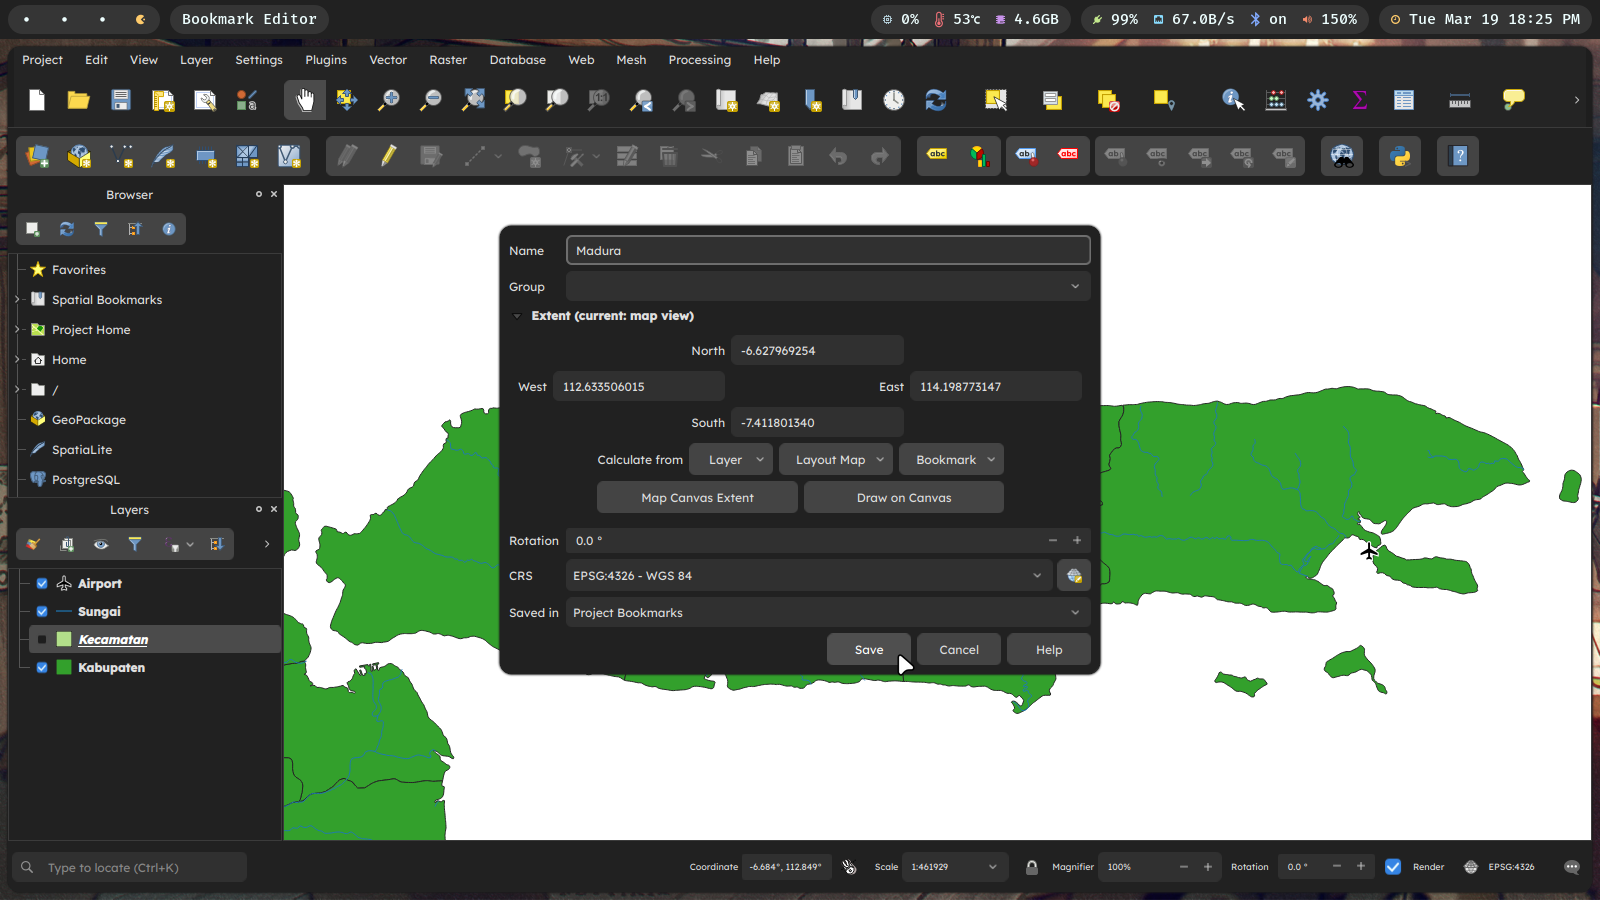 Bookmark Editor
0% 53℃ 4.6GB 99% 67.0B/s on 150% Tue Mar 19 18:25 PM
Project Edit View Layer Settings Plugins Vector Raster Database Web Mesh Processing Help
abc abc abc
Browser
Favorites
Spatial Bookmarks
Project Home
Home
/
GeoPackage
SpatiaLite
PostgreSQL
Layers
Airport
Sungai
Kecamatan
Kabupaten
Name Madura
Group
Extent (current: map view)
North -6.627969254
West 112.633506015 East 114.198773147
South -7.411801340
Calculate from Layer Layout Map Bookmark
Map Canvas Extent Draw on Canvas
Rotation 0.0 °
CRS EPSG:4326 - WGS 84
Saved in Project Bookmarks
Save Cancel Help
Type to locate (Ctrl+K) Coordinate -6.684°, 112.849° Scale 1:461929 Magnifier 100% Rotation 0.0 ° Render EPSG:4326